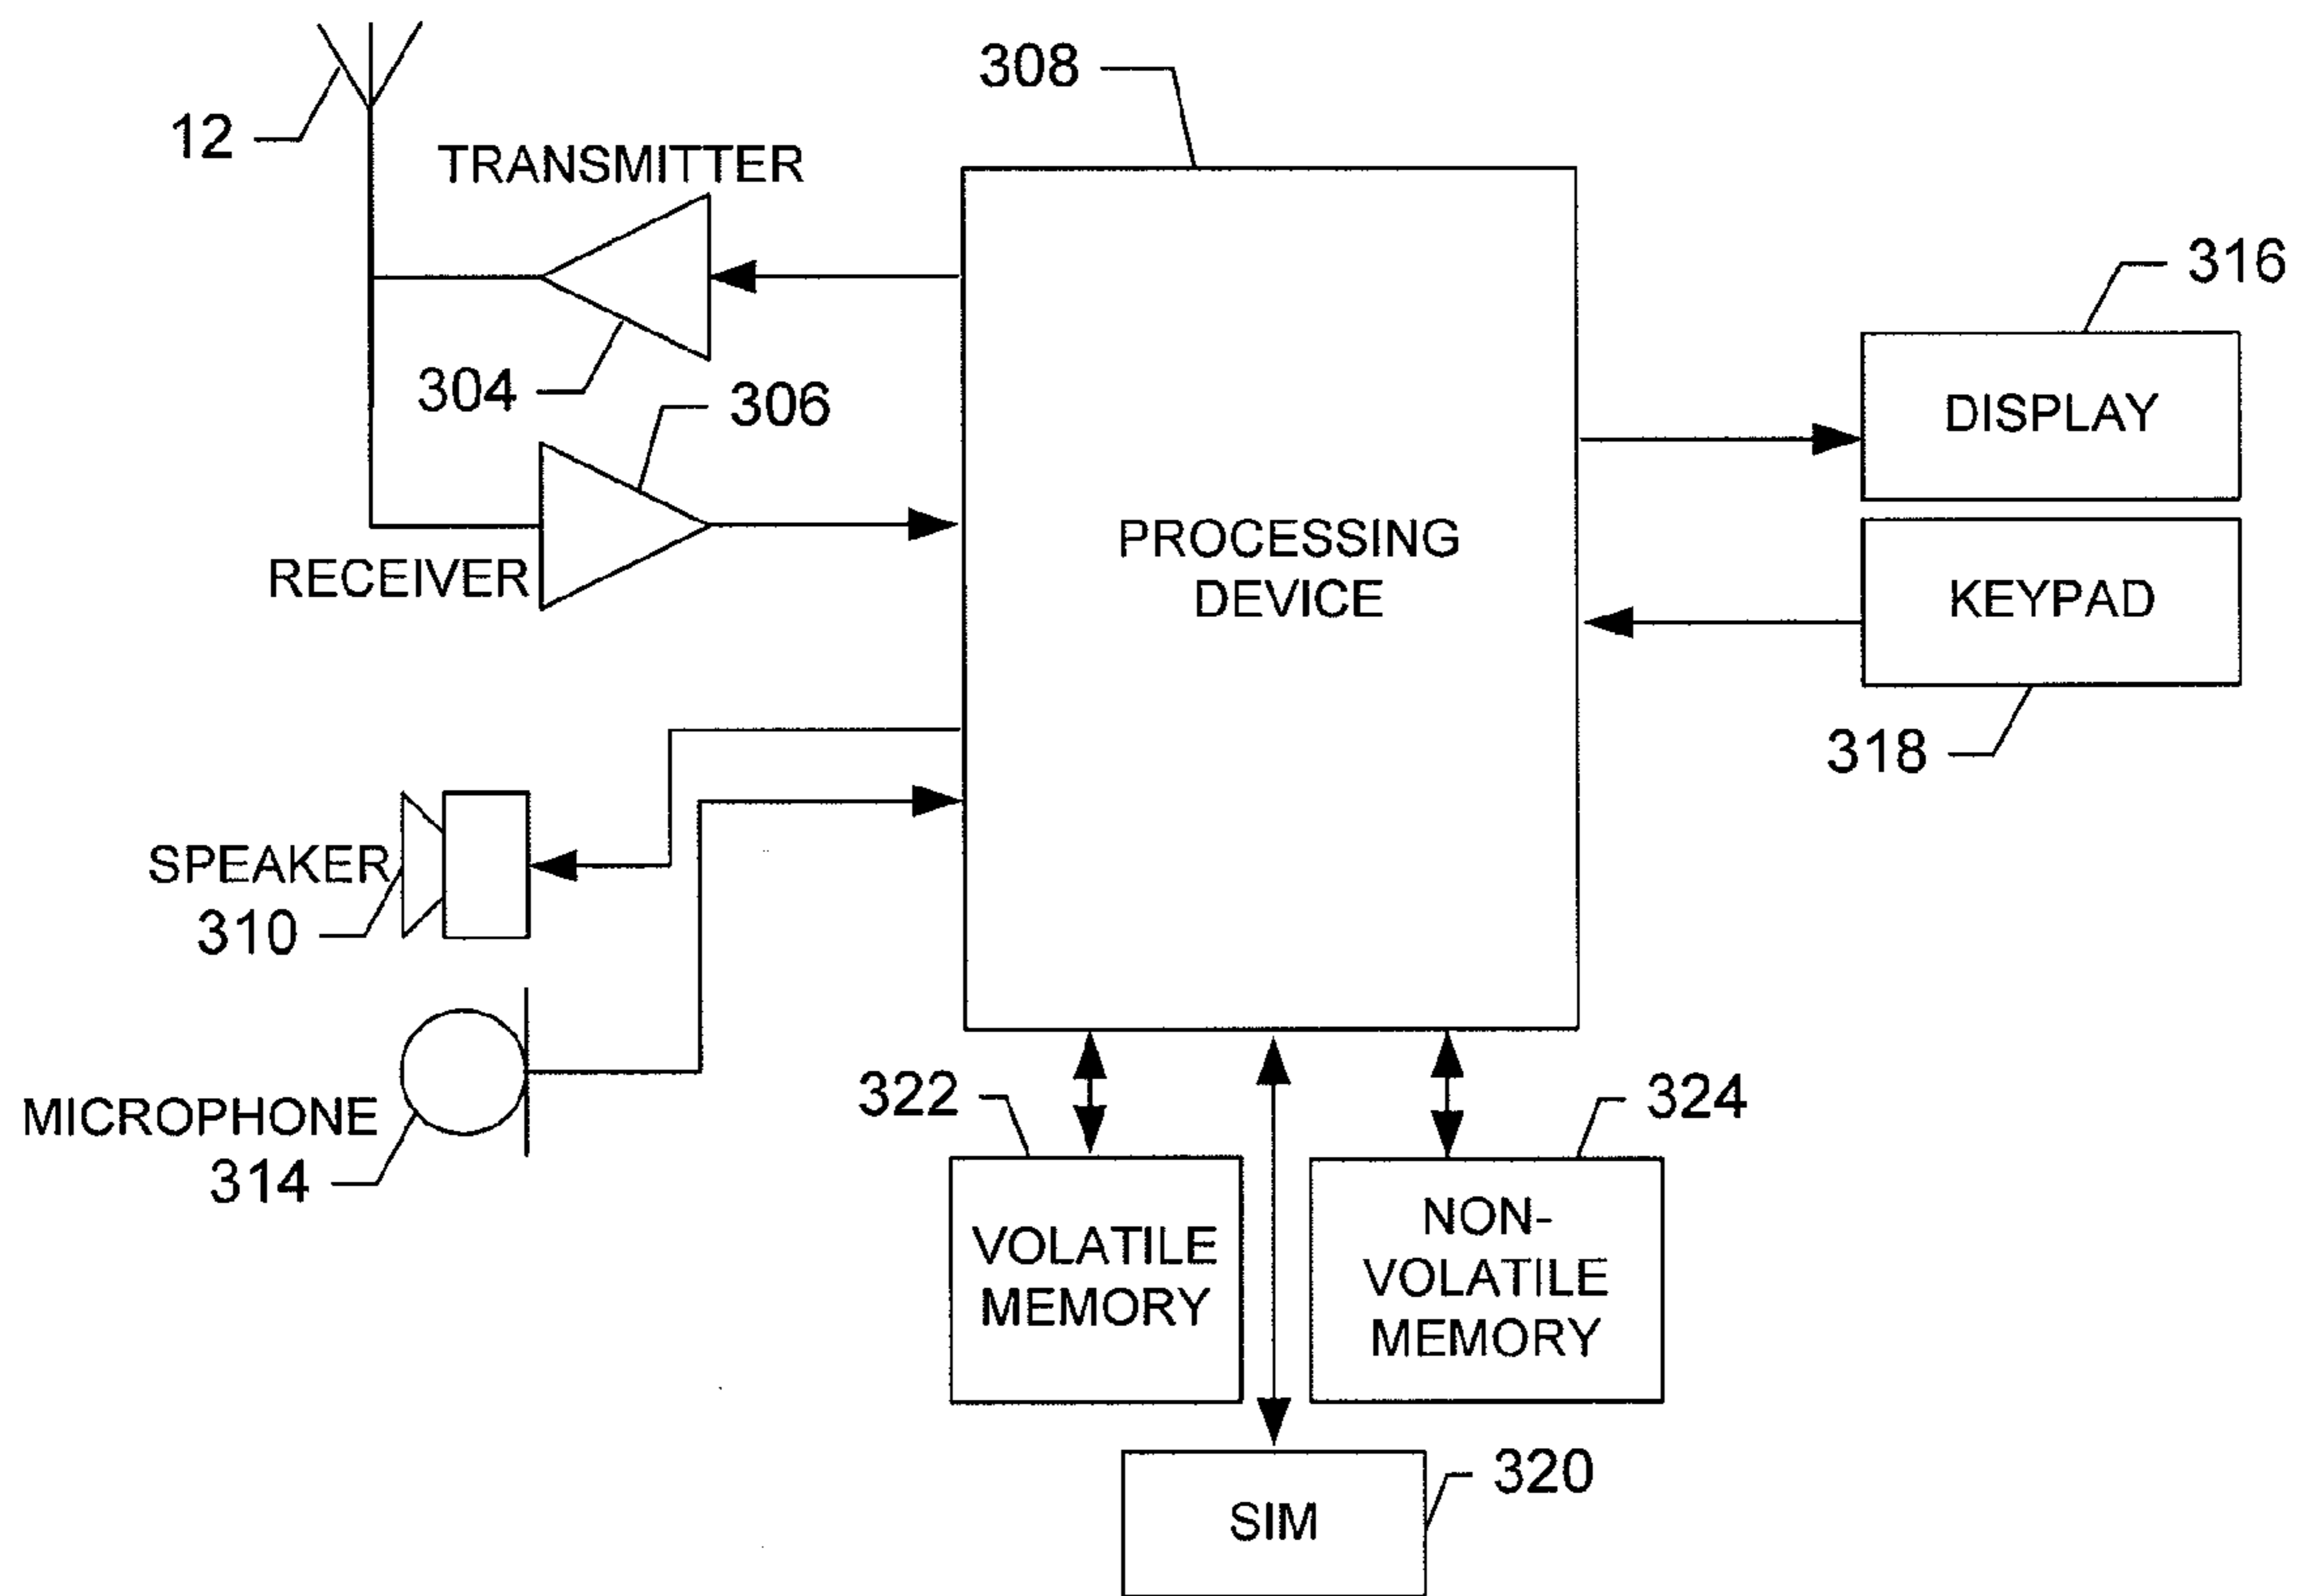 308
12
TRANSMITTER
316
304
306
DISPLAY
PROCESSING
DEVICE
RECEIVER
KEYPAD
318
SPEAKER
310
322
324
MICROPHONE
314
VOLATILE
MEMORY
NON-
VOLATILE
MEMORY
320
SIM